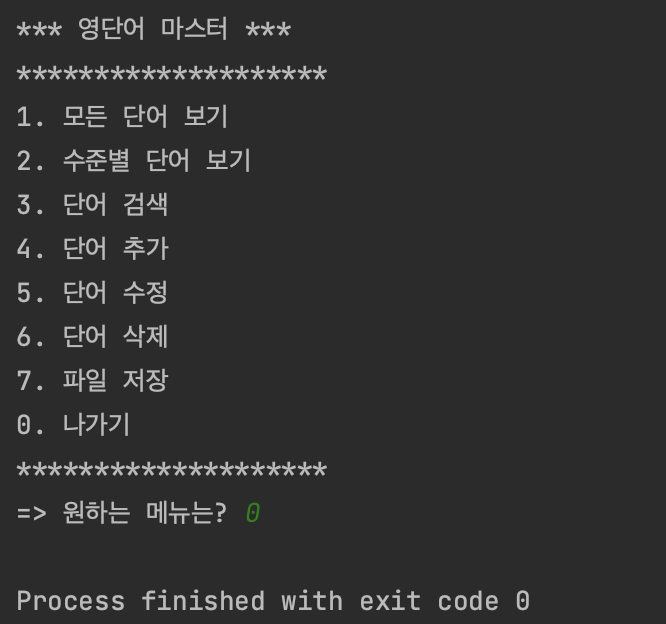 *** 영단어 마스터 ***
********************
1. 모든 단어 보기
2. 수준별 단어 보기
3. 단어 검색
4. 단어 추가
5. 단어 수정
6. 단어 삭제
7. 파일 저장
0. 나가기
********************
=> 원하는 메뉴는? 0
Process finished with exit code 0